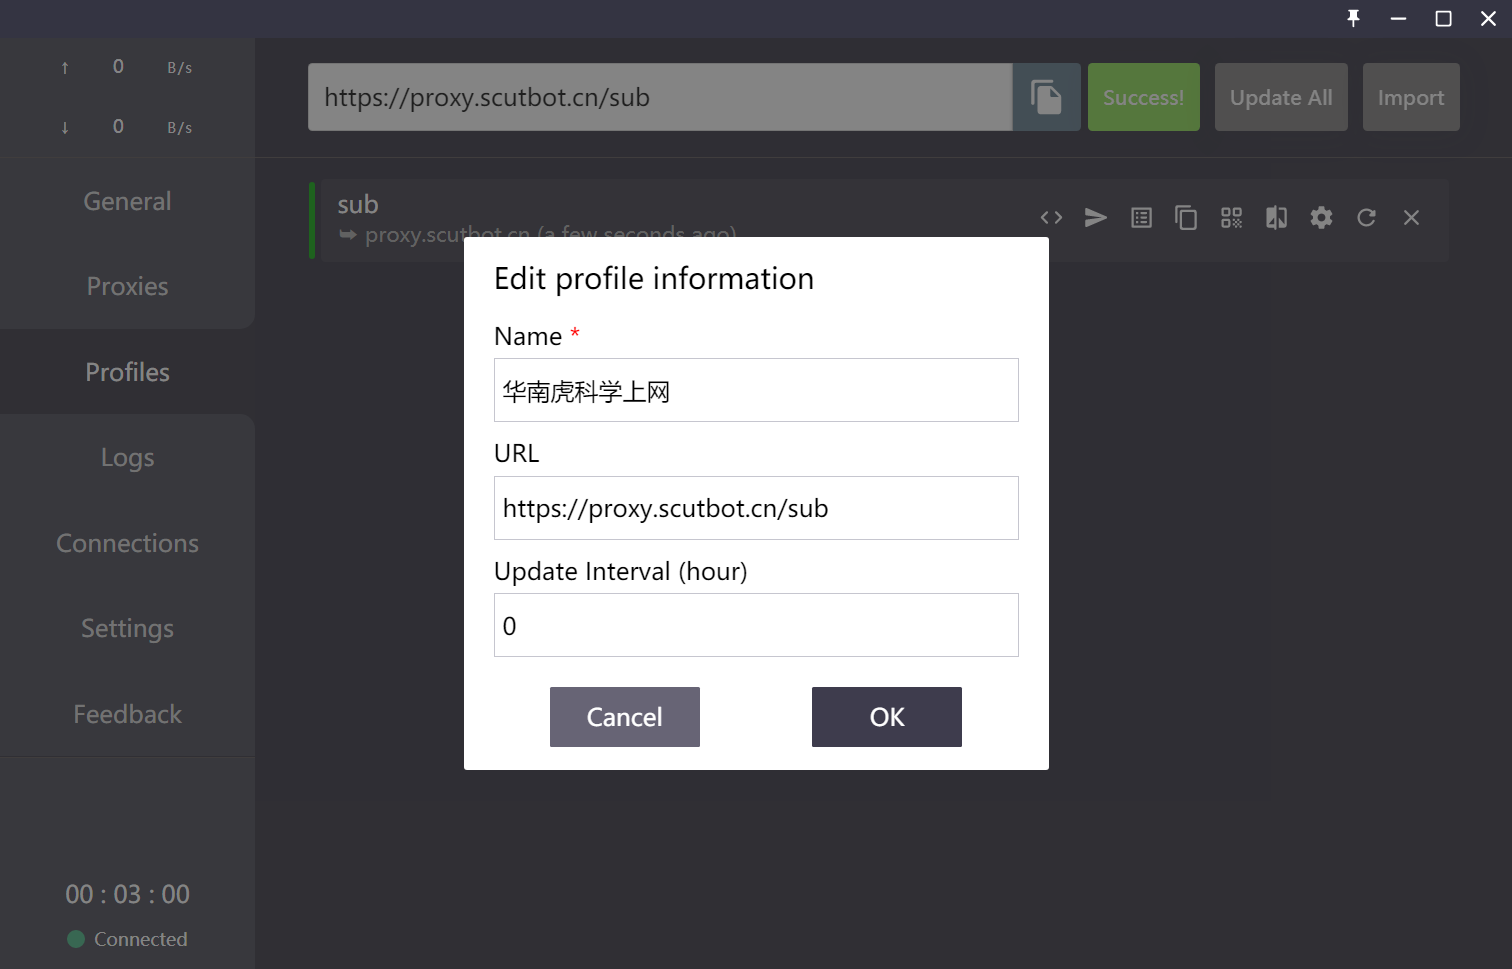 ↑ 0 B/s
↓ 0 B/s
General
Proxies
Profiles
Logs
Connections
Settings
Feedback
00 : 03 : 00
Connected
https://proxy.scutbot.cn/sub
Success!
Update All
Import
sub
proxy.scutbot.cn (a few seconds ago)
Edit profile information
Name *
华南虎科学上网
URL
https://proxy.scutbot.cn/sub
Update Interval (hour)
0
Cancel
OK